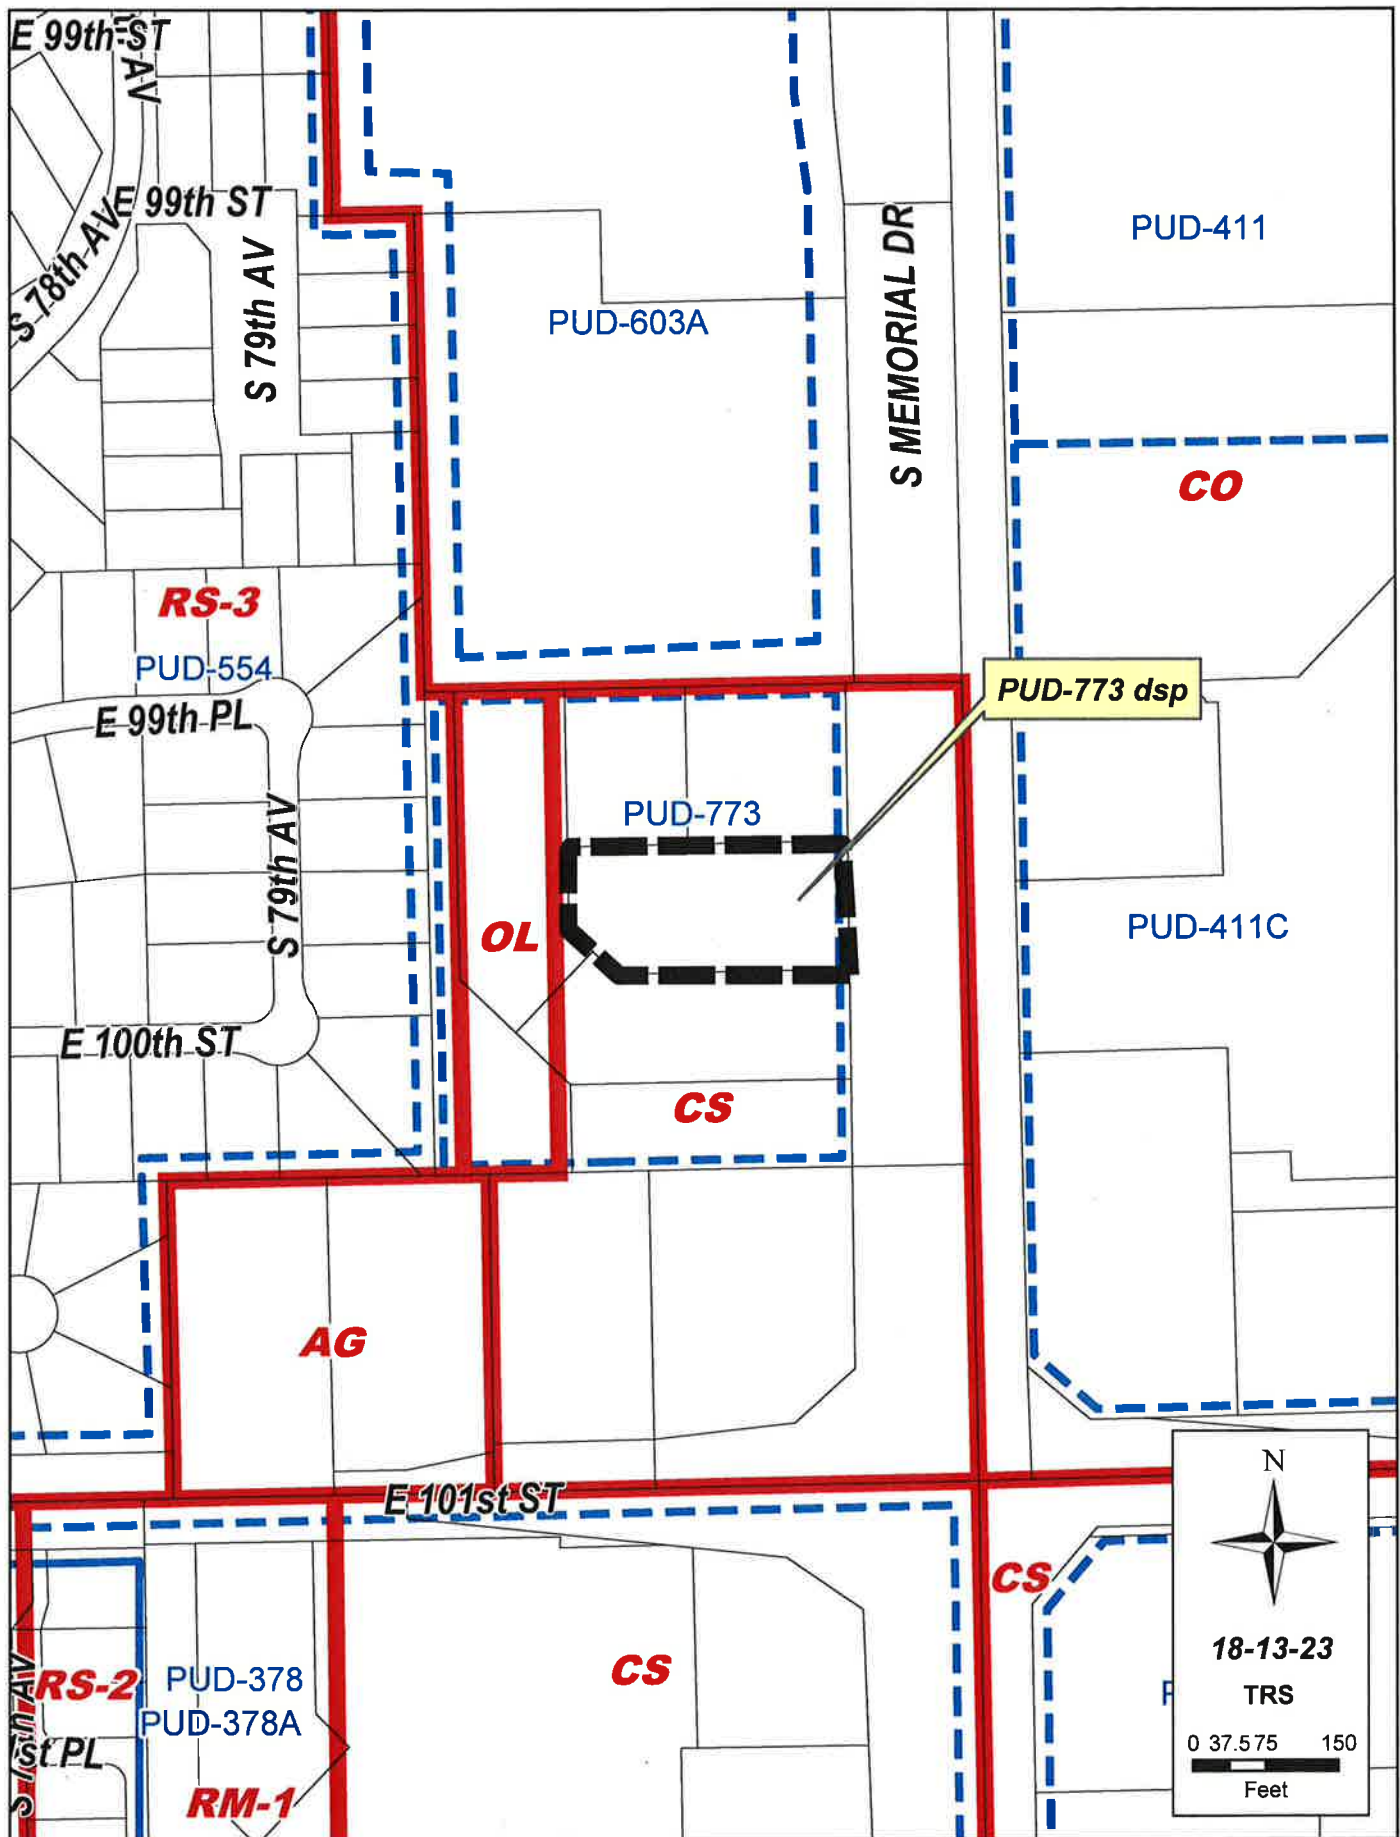 E 99th ST
AV
E 99th ST
S 78th AV
S 79th AV
PUD-603A
S MEMORIAL DR
PUD-411
CO
RS-3
PUD-554
E 99th PL
S 79th AV
PUD-773 dsp
PUD-773
OL
PUD-411C
E 100th ST
CS
AG
E 101st ST
CS
CS
RS-2
PUD-378
PUD-378A
RM-1
1st PL
P
N
18-13-23
TRS
0 37.5 75 150
Feet